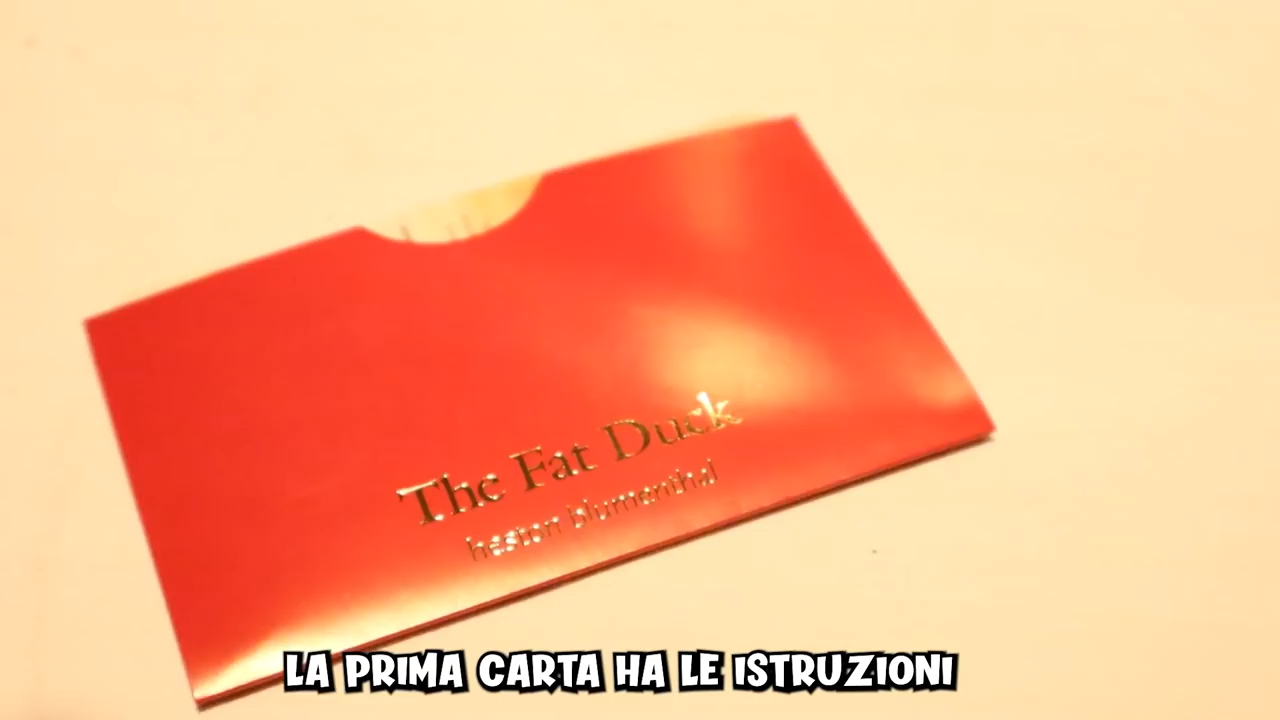 The Fat Duck
heston blumenthal
LA PRIMA CARTA HA LE ISTRUZIONI